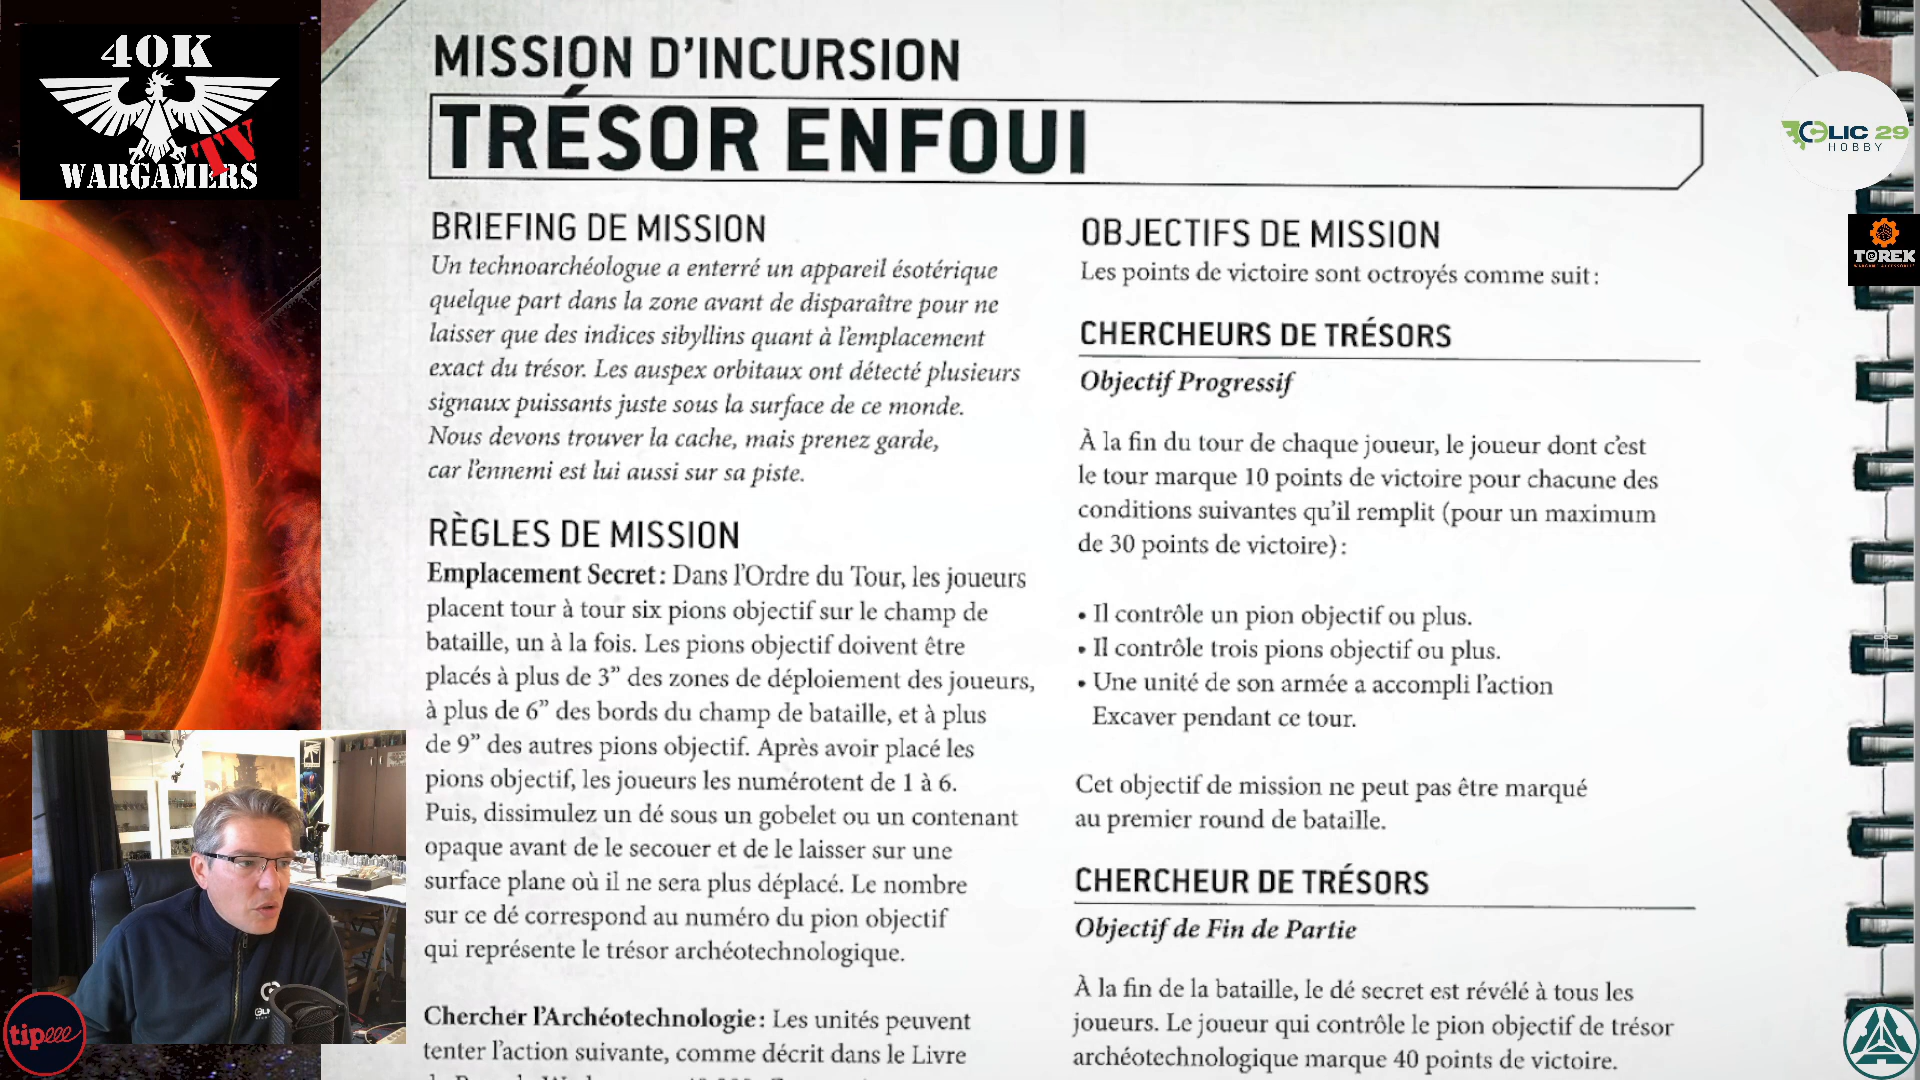 40K
TV
WARGAMERS
MISSION D'INCURSION
TRÉSOR ENFOUI
BRIEFING DE MISSION
Un technoarchéologue a enterré un appareil ésotérique
quelque part dans la zone avant de disparaître pour ne
laisser que des indices sibyllins quant à l'emplacement
exact du trésor. Les auspex orbitaux ont détecté plusieurs
signaux puissants juste sous la surface de ce monde.
Nous devons trouver la cache, mais prenez garde,
car l'ennemi est lui aussi sur sa piste.
RÈGLES DE MISSION
Emplacement Secret : Dans l'Ordre du Tour, les joueurs
placent tour à tour six pions objectif sur le champ de
bataille, un à la fois. Les pions objectif doivent être
placés à plus de 3” des zones de déploiement des joueurs,
à plus de 6” des bords du champ de bataille, et à plus
de 9” des autres pions objectif. Après avoir placé les
pions objectif, les joueurs les numérotent de 1 à 6.
Puis, dissimulez un dé sous un gobelet ou un contenant
opaque avant de le secouer et de le laisser sur une
surface plane où il ne sera plus déplacé. Le nombre
sur ce dé correspond au numéro du pion objectif
qui représente le trésor archéotechnologique.
Chercher l'Archéotechnologie : Les unités peuvent
tenter l'action suivante, comme décrit dans le Livre
OBJECTIFS DE MISSION
Les points de victoire sont octroyés comme suit :
CHERCHEURS DE TRÉSORS
Objectif Progressif
À la fin du tour de chaque joueur, le joueur dont c'est
le tour marque 10 points de victoire pour chacune des
conditions suivantes qu'il remplit (pour un maximum
de 30 points de victoire) :
• Il contrôle un pion objectif ou plus.
• Il contrôle trois pions objectif ou plus.
• Une unité de son armée a accompli l'action
Excaver pendant ce tour.
Cet objectif de mission ne peut pas être marqué
au premier round de bataille.
CHERCHEUR DE TRÉSORS
Objectif de Fin de Partie
À la fin de la bataille, le dé secret est révélé à tous les
joueurs. Le joueur qui contrôle le pion objectif de trésor
archéotechnologique marque 40 points de victoire.
CLIC 29
HOBBY
TOREK
tipeee